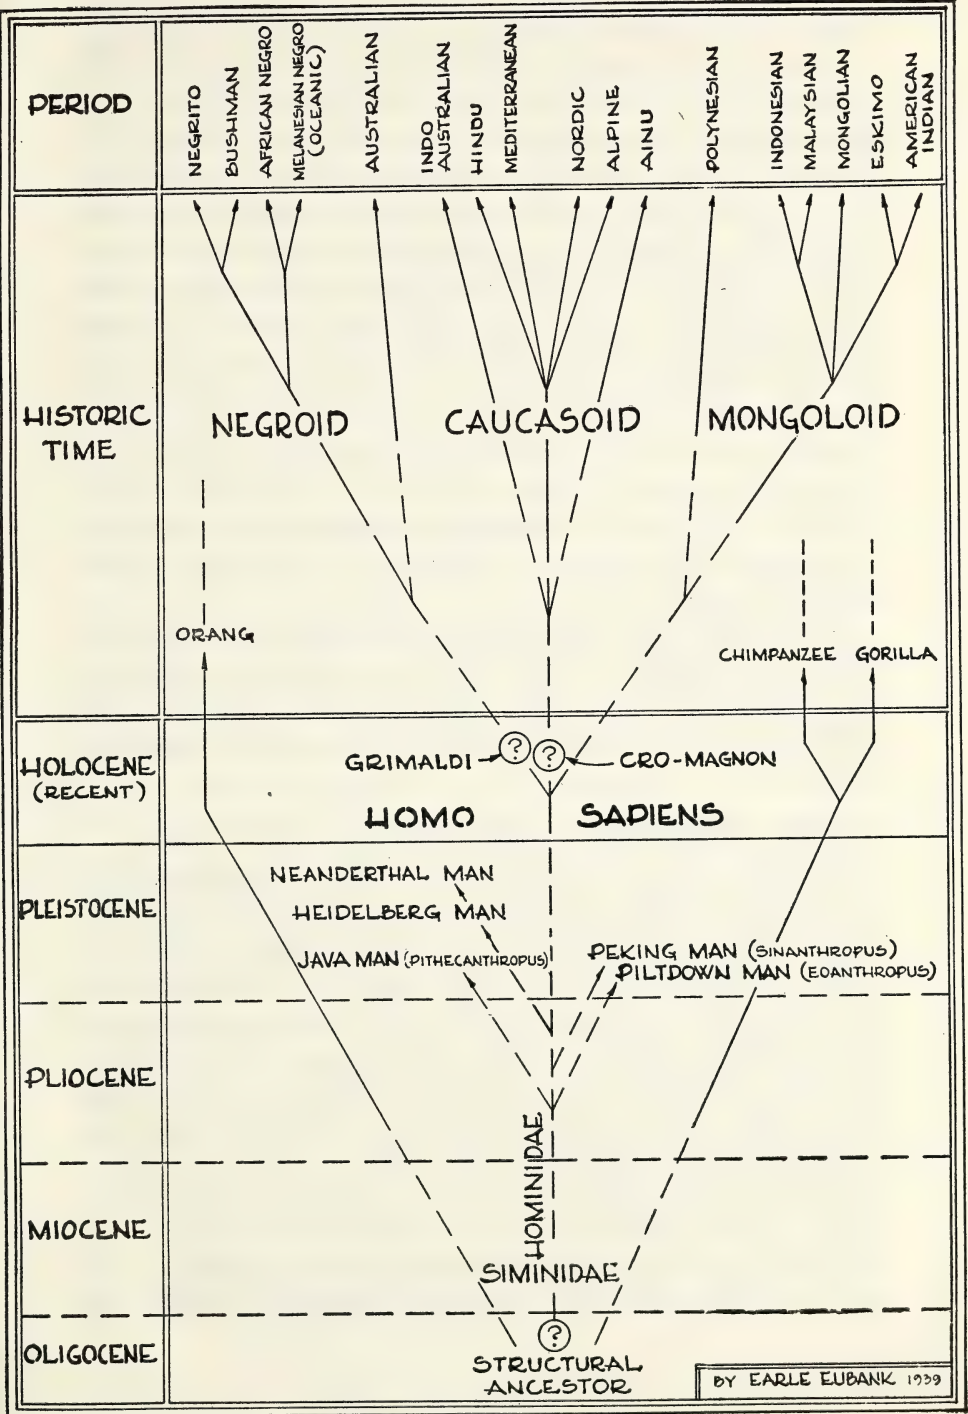 PERIOD
NEGRITO
BUSHMAN
AFRICAN NEGRO
MELANESIAN NEGRO
(OCEANIC)
AUSTRALIAN
INDO
AUSTRALIAN
HINDU
MEDITERRANEAN
NORDIC
ALPINE
AINU
POLYNESIAN
INDONESIAN
MALAYSIAN
MONGOLIAN
ESKIMO
AMERICAN
INDIAN
HISTORIC
TIME
NEGROID
CAUCASOID
MONGOLOID
ORANG
CHIMPANZEE
GORILLA
HOLOCENE
(RECENT)
GRIMALDI
?
?
CRO-MAGNON
HOMO SAPIENS
PLEISTOCENE
NEANDERTHAL MAN
HEIDELBERG MAN
JAVA MAN (PITHECANTHROPUS)
PEKING MAN (SINANTHROPUS)
PILTDOWN MAN (EOANTHROPUS)
PLIOCENE
HOMINIDAE
MIOCENE
SIMINIDAE
OLIGOCENE
?
STRUCTURAL
ANCESTOR
BY EARLE EUBANK 1939